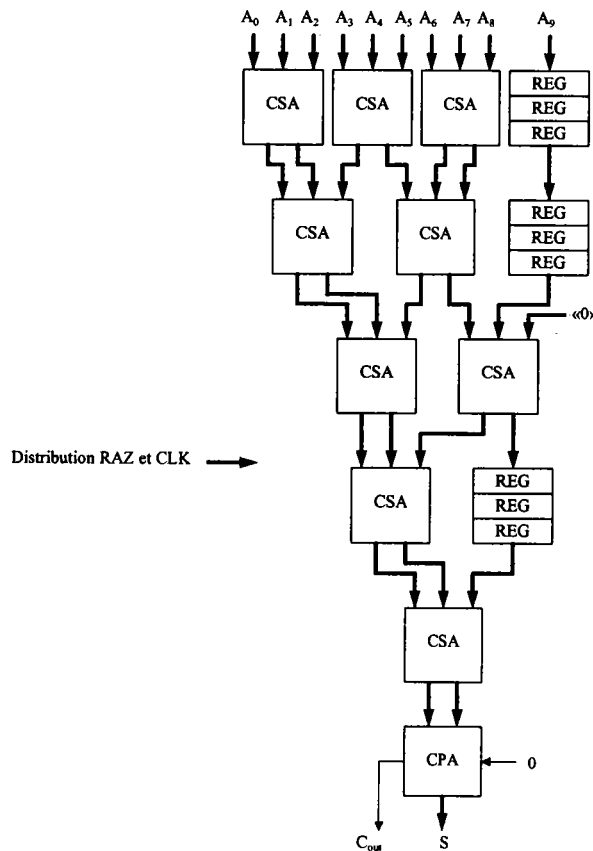 A0 A1 A2 A3 A4 A5 A6 A7 A8 A9
CSA CSA CSA REG
REG
REG
CSA CSA REG
REG
REG
«0»
CSA CSA
Distribution RAZ et CLK
CSA REG
REG
REG
CSA
CPA 0
Cout S